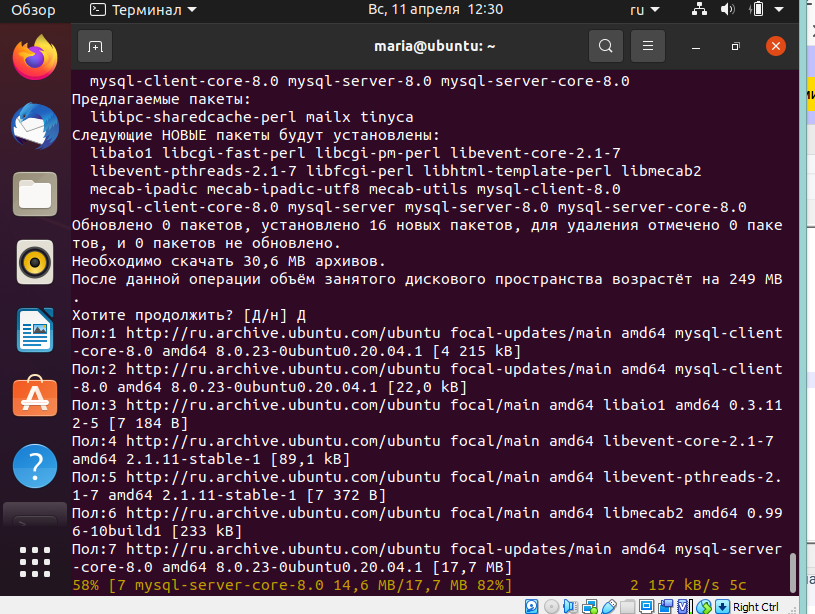 Обзор
Терминал
Вс, 11 апреля 12:30
ru
maria@ubuntu: ~
mysql-client-core-8.0 mysql-server-8.0 mysql-server-core-8.0
Предлагаемые пакеты:
libipc-sharedcache-perl mailx tinyca
Следующие НОВЫЕ пакеты будут установлены:
libaio1 libcgi-fast-perl libcgi-pm-perl libevent-core-2.1-7
libevent-pthreads-2.1-7 libfcgi-perl libhtml-template-perl libmecab2
mecab-ipadic mecab-ipadic-utf8 mecab-utils mysql-client-8.0
mysql-client-core-8.0 mysql-server mysql-server-8.0 mysql-server-core-8.0
Обновлено 0 пакетов, установлено 16 новых пакетов, для удаления отмечено 0 паке
тов, и 0 пакетов не обновлено.
Необходимо скачать 30,6 MB архивов.
После данной операции объём занятого дискового пространства возрастёт на 249 MB
.
Хотите продолжить? [Д/н] Д
Пол:1 http://ru.archive.ubuntu.com/ubuntu focal-updates/main amd64 mysql-client
-core-8.0 amd64 8.0.23-0ubuntu0.20.04.1 [4 215 kB]
Пол:2 http://ru.archive.ubuntu.com/ubuntu focal-updates/main amd64 mysql-client
-8.0 amd64 8.0.23-0ubuntu0.20.04.1 [22,0 kB]
Пол:3 http://ru.archive.ubuntu.com/ubuntu focal/main amd64 libaio1 amd64 0.3.11
2-5 [7 184 B]
Пол:4 http://ru.archive.ubuntu.com/ubuntu focal/main amd64 libevent-core-2.1-7
amd64 2.1.11-stable-1 [89,1 kB]
Пол:5 http://ru.archive.ubuntu.com/ubuntu focal/main amd64 libevent-pthreads-2.
1-7 amd64 2.1.11-stable-1 [7 372 B]
Пол:6 http://ru.archive.ubuntu.com/ubuntu focal/main amd64 libmecab2 amd64 0.99
6-10build1 [233 kB]
Пол:7 http://ru.archive.ubuntu.com/ubuntu focal-updates/main amd64 mysql-server
-core-8.0 amd64 8.0.23-0ubuntu0.20.04.1 [17,7 MB]
58% [7 mysql-server-core-8.0 14,6 MB/17,7 MB 82%] 2 157 kB/s 5с
Right Ctrl